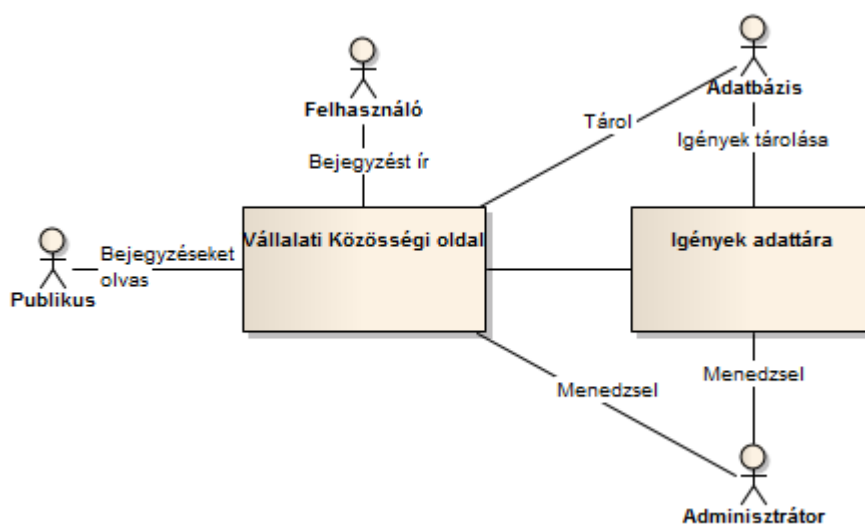 Adatbázis
Felhasználó
Tárol
Igények tárolása
Bejegyzést ír
Vállalati Közösségi oldal
Igények adattára
Bejegyzéseket
olvas
Publikus
Menedzsel
Menedzsel
Adminisztrátor